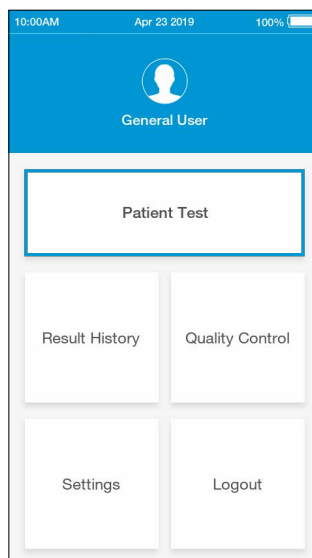 10:00AM Apr 23 2019 100%
General User
Patient Test
Result History Quality Control
Settings Logout